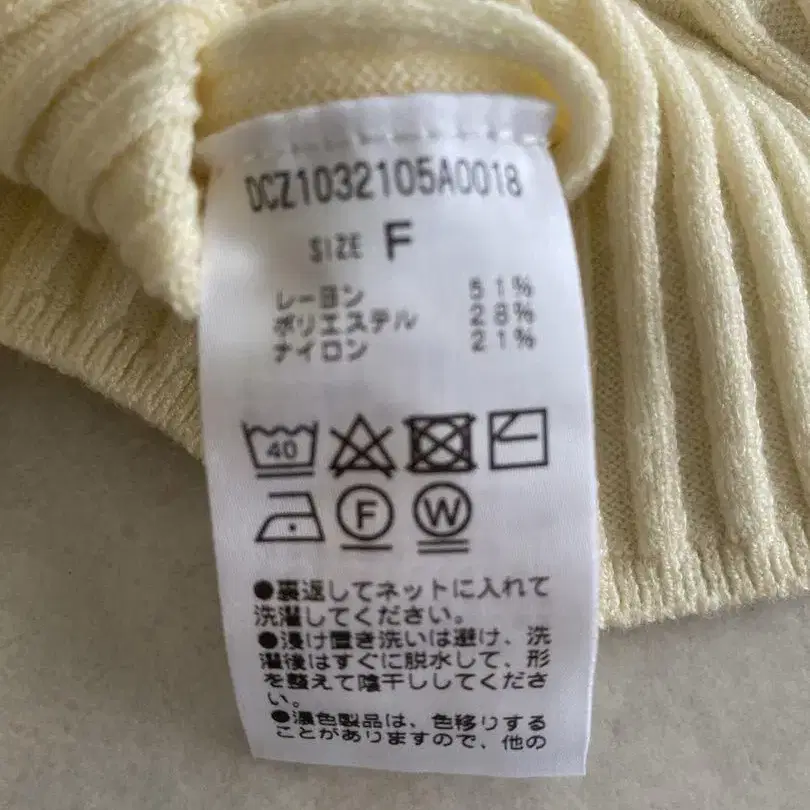 DCZ1032105A0018
SIZE F
レーヨン 51%
ポリエステル 28%
ナイロン 21%
40
F W
●裏返してネットに入れて
洗濯してください。
●浸け置き洗いは避け、洗
濯後はすぐに脱水して、形
を整えて陰干ししてくださ
い。
●濃色製品は、色移りする
ことがありますので、他の